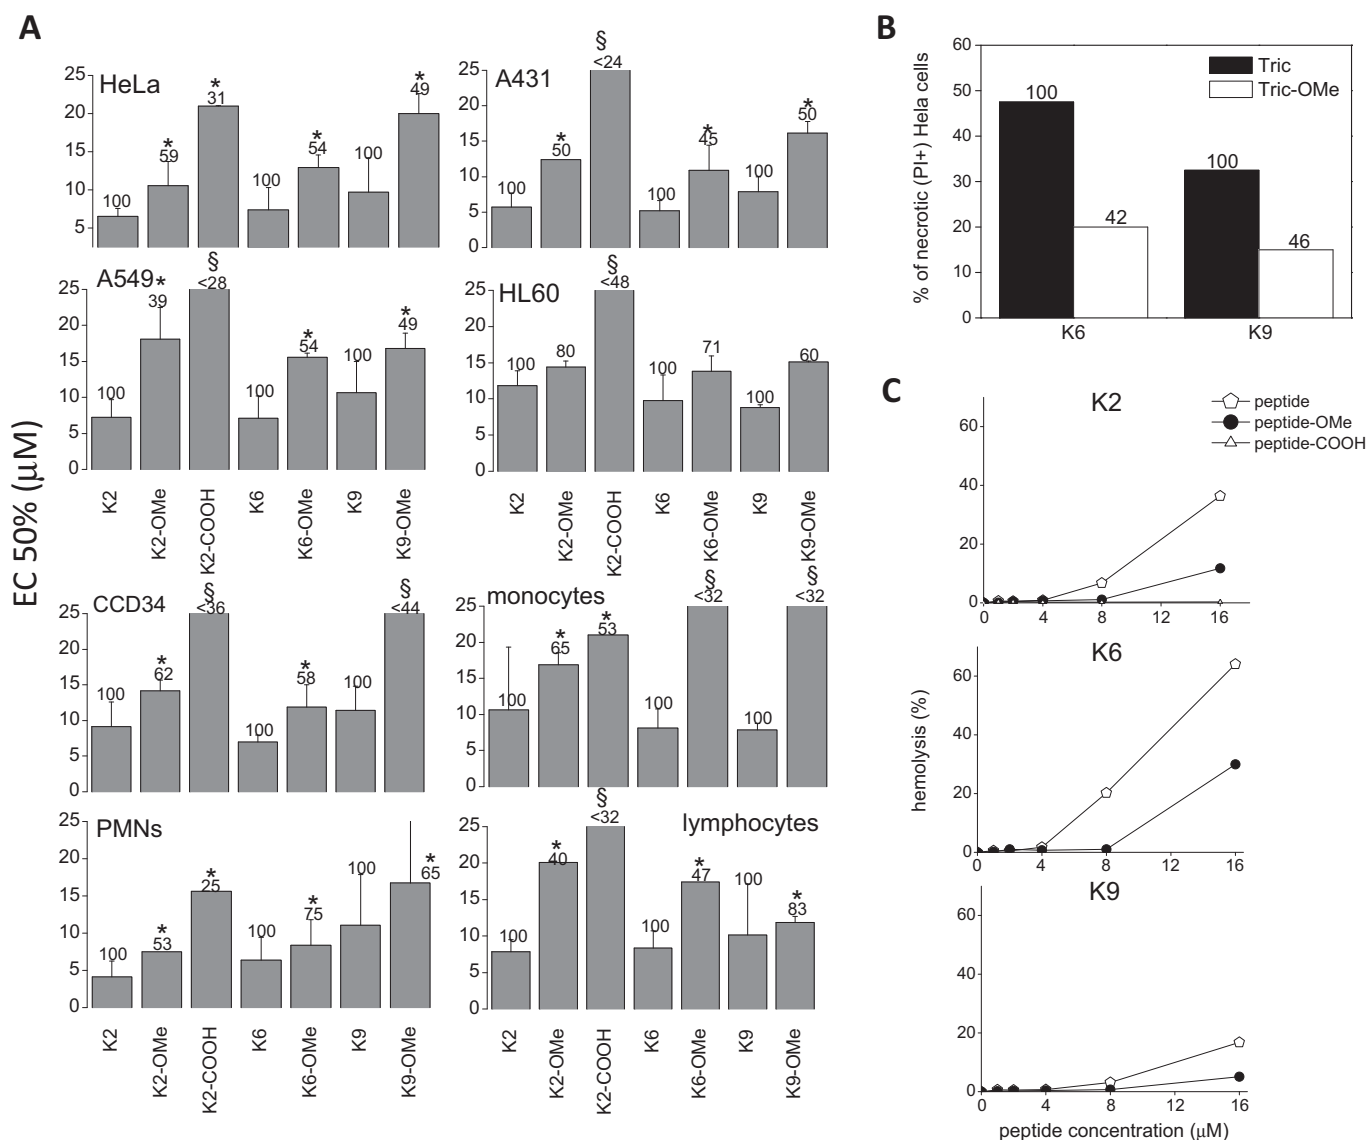 A
EC 50% (μM)
HeLa
25
20
15
10
5
100
*
59
*
31
100
*
54
100
*
49
A431
25
20
15
10
5
0
100
*
50
§
<24
100
*
45
100
*
50
A549
25
20
15
10
5
0
100
*
39
§
<28
100
*
54
100
*
49
HL60
25
20
15
10
5
0
100
80
§
<48
100
71
100
60
K2
K2-OMe
K2-COOH
K6
K6-OMe
K9
K9-OMe
K2
K2-OMe
K2-COOH
K6
K6-OMe
K9
K9-OMe
CCD34
25
20
15
10
5
0
100
*
62
§
<36
100
*
58
100
§
<44
monocytes
25
20
15
10
5
0
100
*
65
*
53
100
§
<32
100
§
<32
PMNs
25
20
15
10
5
0
100
*
53
*
25
100
*
75
100
*
65
lymphocytes
25
20
15
10
5
0
100
*
40
§
<32
100
*
47
100
*
83
K2
K2-OMe
K2-COOH
K6
K6-OMe
K9
K9-OMe
K2
K2-OMe
K2-COOH
K6
K6-OMe
K9
K9-OMe
B
% of necrotic (PI+) Hela cells
60
50
40
30
20
10
0
Tric
Tric-OMe
100
42
100
46
K6
K9
C
K2
peptide
peptide-OMe
peptide-COOH
60
40
20
0
0 4 8 12 16
K6
hemolysis (%)
60
40
20
0
0 4 8 12 16
K9
60
40
20
0
0 4 8 12 16
peptide concentration (μM)